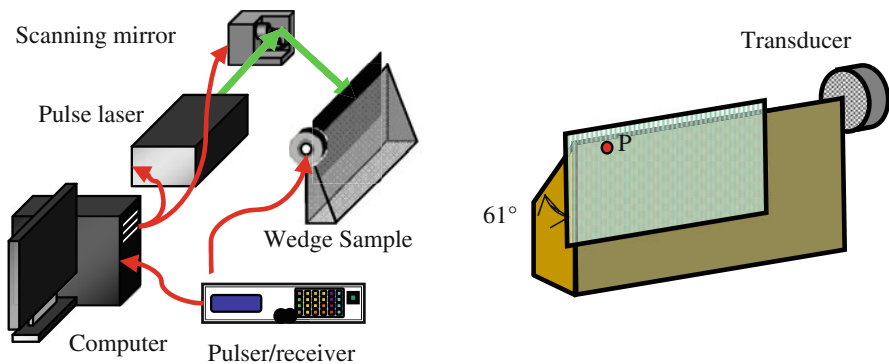 Scanning mirror
Pulse laser
Wedge Sample
Computer
Pulser/receiver
Transducer
P
61°